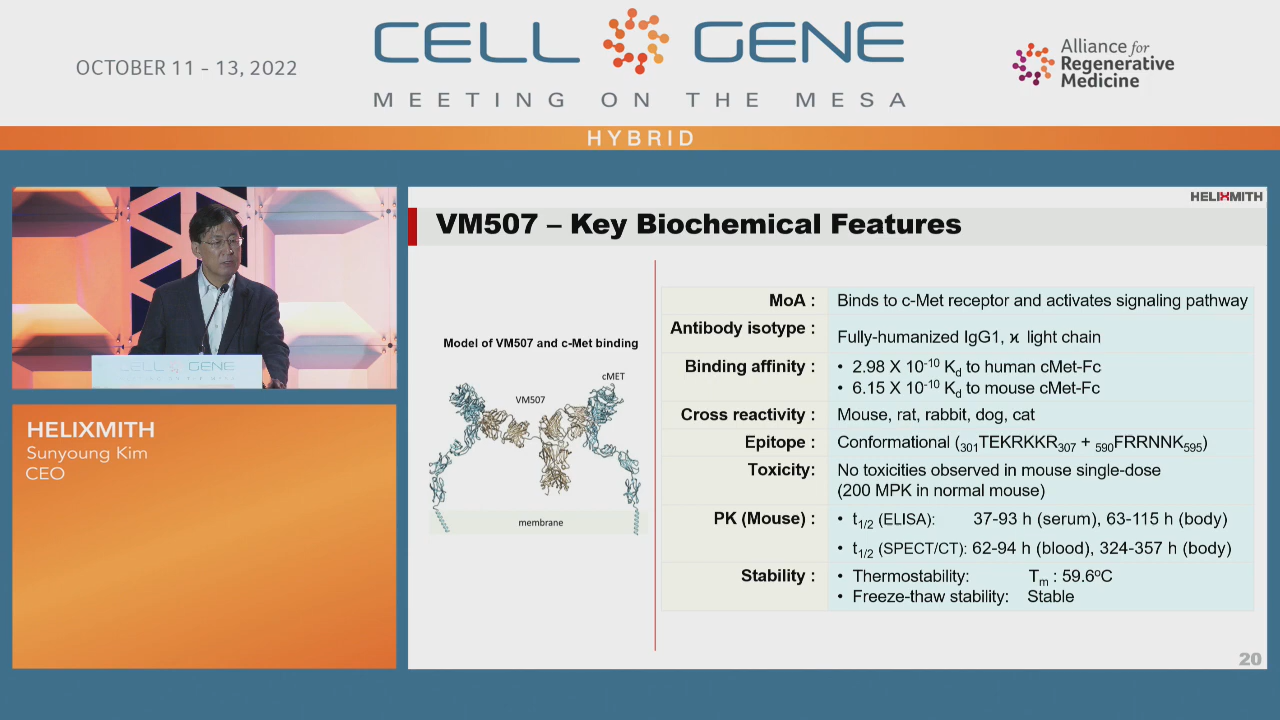 OCTOBER 11 - 13, 2022
CELL GENE
MEETING ON THE MESA
Alliance for
Regenerative
Medicine
HYBRID
CELL GENE
HELIXMITH
Sunyoung Kim
CEO
HELIXMITH
VM507 – Key Biochemical Features
Model of VM507 and c-Met binding
cMET
VM507
membrane
MoA : Binds to c-Met receptor and activates signaling pathway
Antibody isotype : Fully-humanized IgG1, ϰ light chain
Binding affinity : • 2.98 X 10⁻¹⁰ K_d to human cMet-Fc
• 6.15 X 10⁻¹⁰ K_d to mouse cMet-Fc
Cross reactivity : Mouse, rat, rabbit, dog, cat
Epitope : Conformational (₃₀₁TEKRKKR₃₀₇ + ₅₉₀FRRNNK₅₉₅)
Toxicity: No toxicities observed in mouse single-dose
(200 MPK in normal mouse)
PK (Mouse) : • t₁/₂ (ELISA): 37-93 h (serum), 63-115 h (body)
• t₁/₂ (SPECT/CT): 62-94 h (blood), 324-357 h (body)
Stability : • Thermostability: Tₘ : 59.6ºC
• Freeze-thaw stability: Stable
20